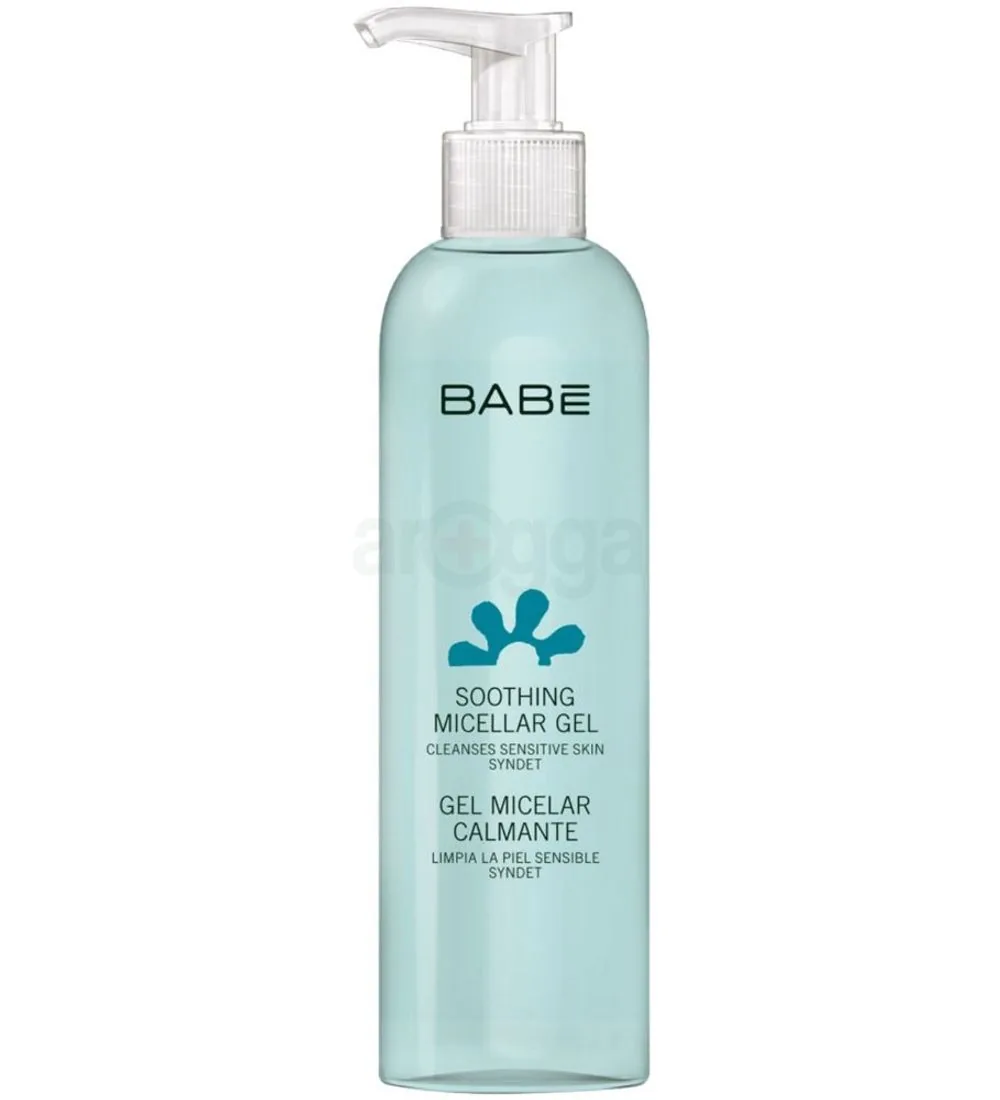 BABĒ
arogga
SOOTHING
MICELLAR GEL
CLEANSES SENSITIVE SKIN
SYNDET
GEL MICELAR
CALMANTE
LIMPIA LA PIEL SENSIBLE
SYNDET